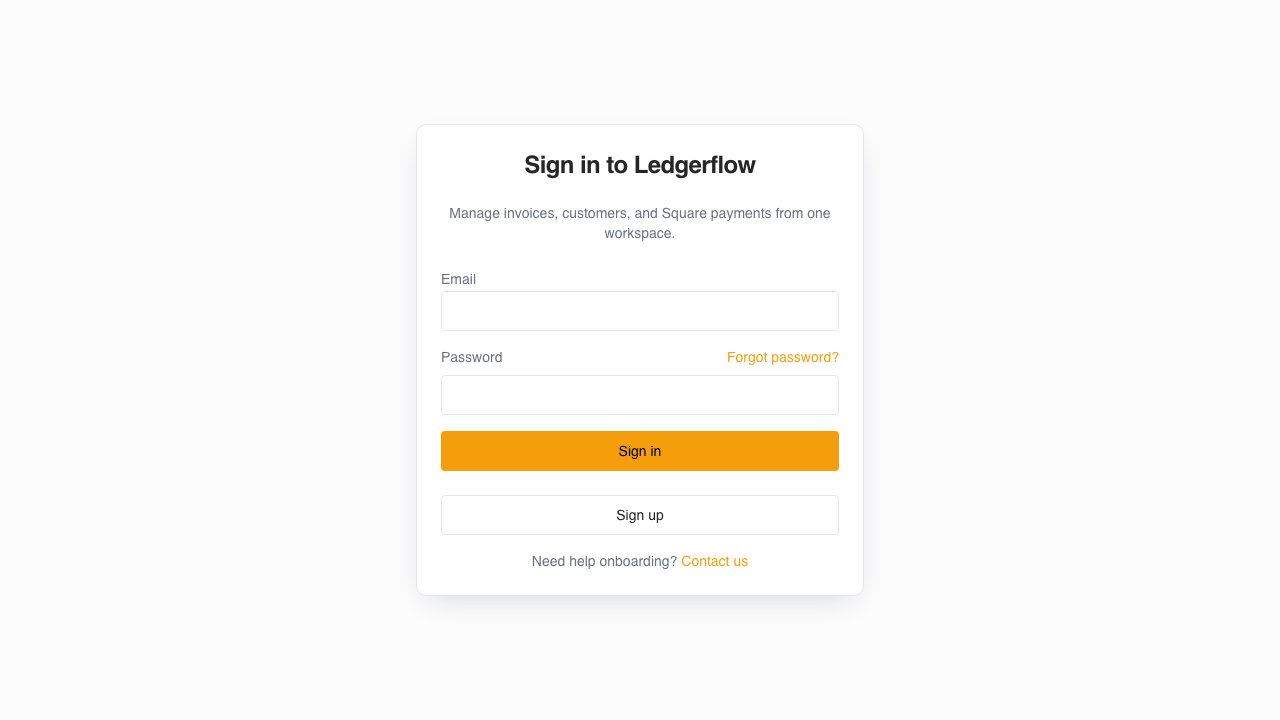 Sign in to Ledgerflow
Manage invoices, customers, and Square payments from one
workspace.
Email
Password Forgot password?
Sign in
Sign up
Need help onboarding? Contact us